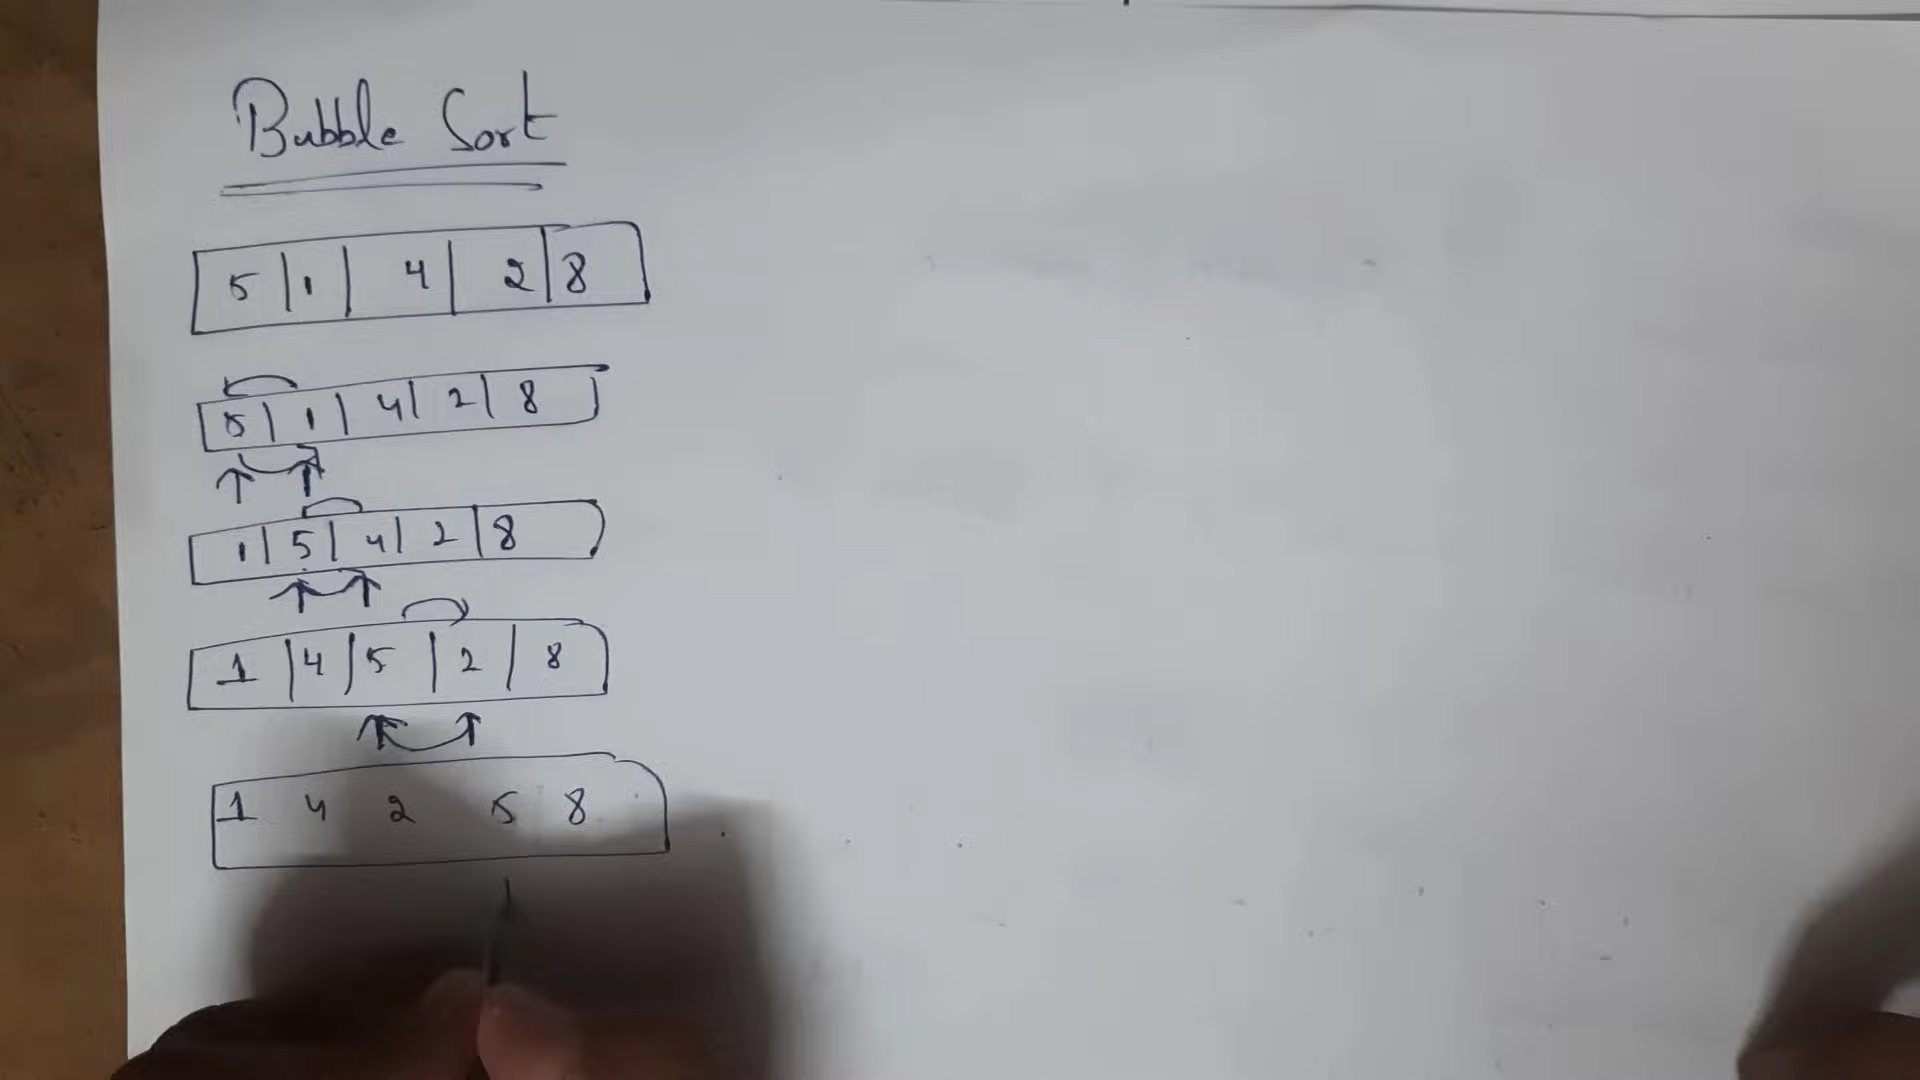 Bubble Sort
5 | 1 | 4 | 2 | 8
5 | 1 | 4 | 2 | 8
1 | 5 | 4 | 2 | 8
1 | 4 | 5 | 2 | 8
1 4 2 5 8